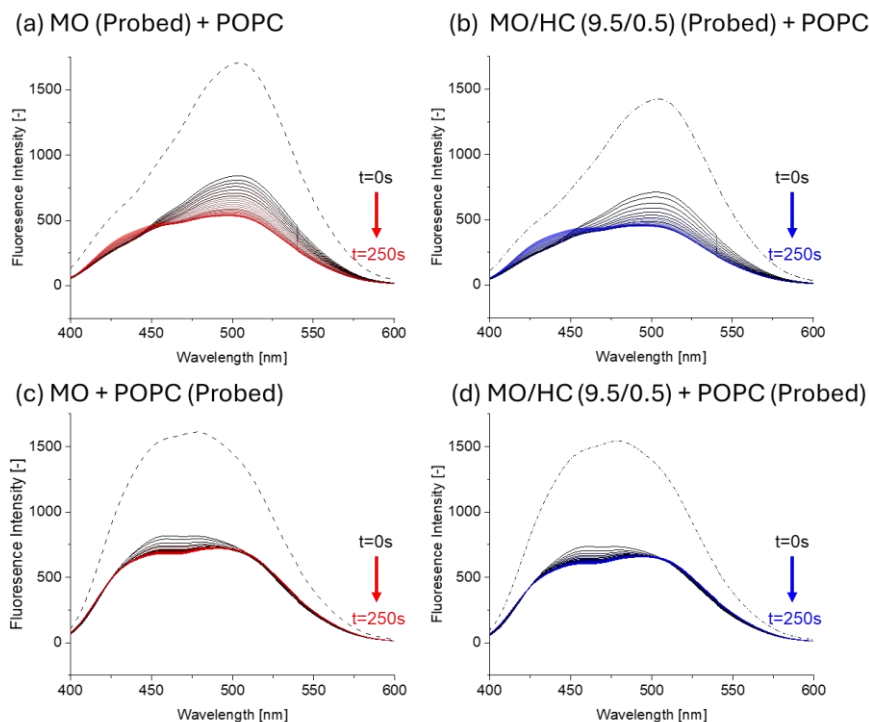 (a) MO (Probed) + POPC
Fluoresence Intensity [-]
1500
1000
500
0
t=0s
t=250s
400 450 500 550 600
Wavelength [nm]
(b) MO/HC (9.5/0.5) (Probed) + POPC
Fluoresence Intensity [-]
1500
1000
500
0
t=0s
t=250s
400 450 500 550 600
Wavelength [nm]
(c) MO + POPC (Probed)
Fluoresence Intensity [-]
1500
1000
500
0
t=0s
t=250s
400 450 500 550 600
Wavelength [nm]
(d) MO/HC (9.5/0.5) + POPC (Probed)
Fluoresence Intensity [-]
1500
1000
500
0
t=0s
t=250s
400 450 500 550 600
Wavelength [nm]